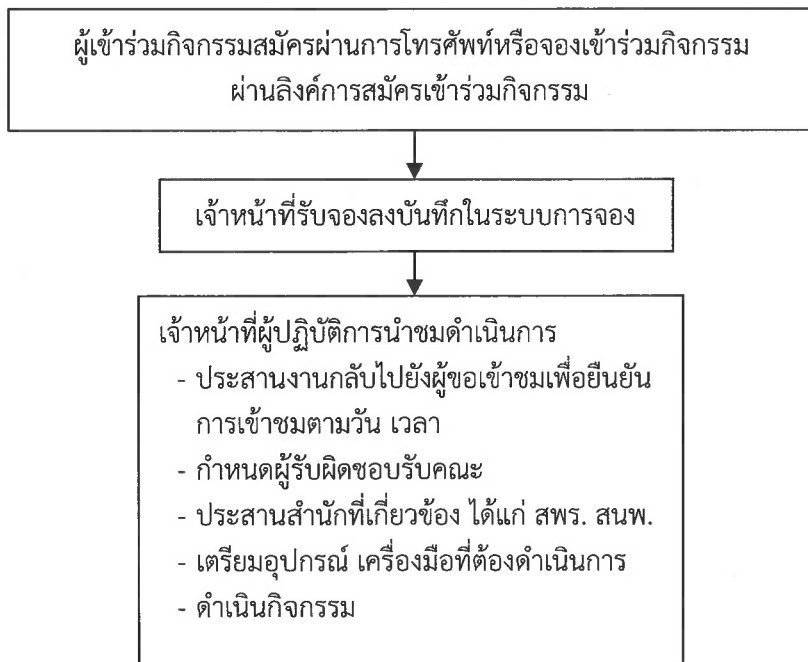 ผู้เข้าร่วมกิจกรรมสมัครผ่านการโทรศัพท์หรือจองเข้าร่วมกิจกรรม
ผ่านลิงค์การสมัครเข้าร่วมกิจกรรม
เจ้าหน้าที่รับจองลงบันทึกในระบบการจอง
เจ้าหน้าที่ผู้ปฏิบัติการนำชมดำเนินการ
- ประสานงานกลับไปยังผู้ขอเข้าชมเพื่อยืนยัน
การเข้าชมตามวัน เวลา
- กำหนดผู้รับผิดชอบรับคณะ
- ประสานสำนักที่เกี่ยวข้อง ได้แก่ สพร. สนพ.
- เตรียมอุปกรณ์ เครื่องมือที่ต้องดำเนินการ
- ดำเนินกิจกรรม